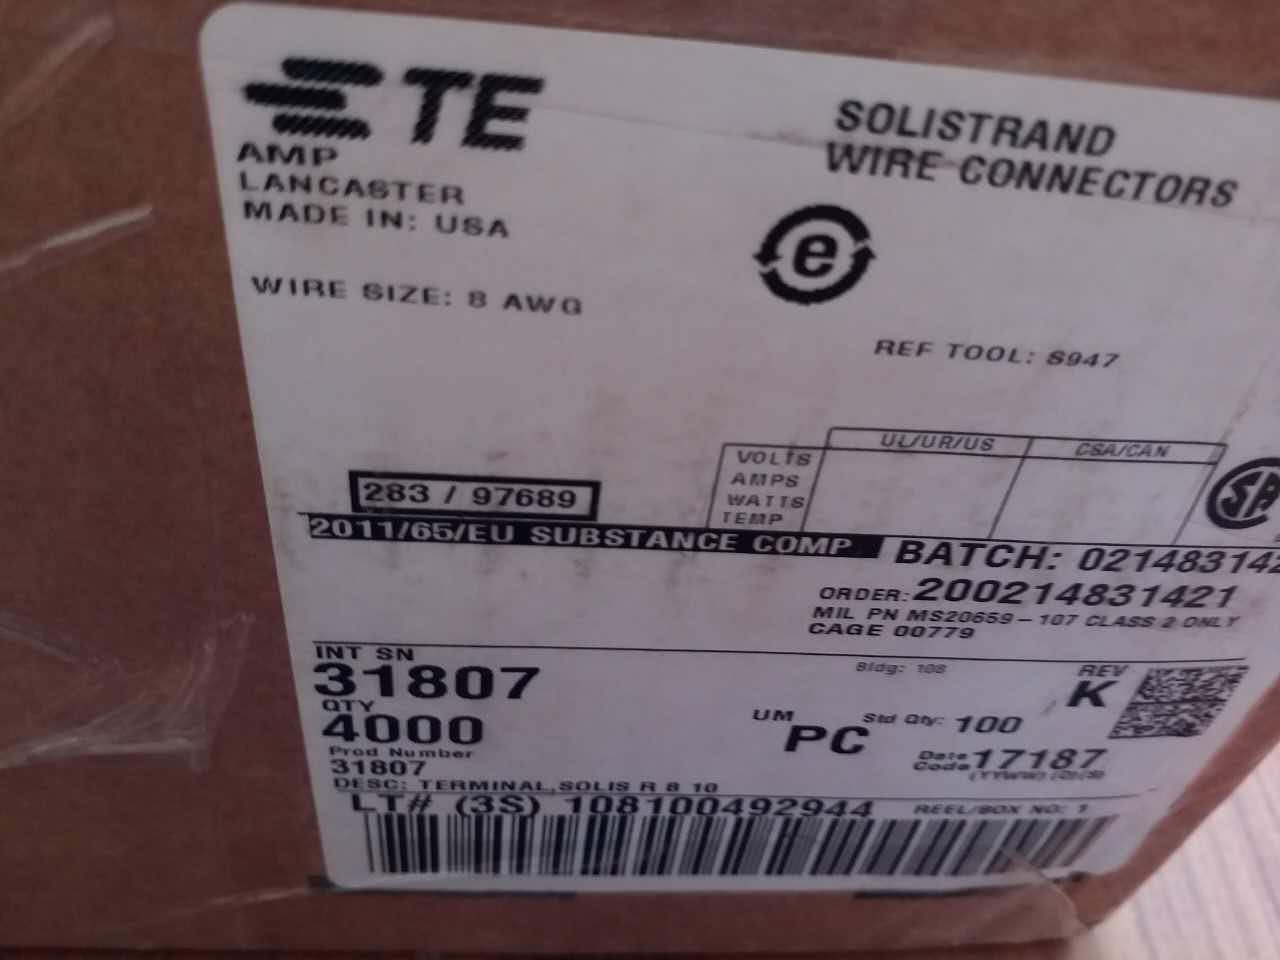 TE
AMP
LANCASTER
MADE IN: USA
SOLISTRAND
WIRE CONNECTORS
e
WIRE SIZE: 8 AWG
REF TOOL: S947
UL/UR/US CSA/CAN
VOLTS
AMPS
WATTS
TEMP
283 / 97689
SA
2011/65/EU SUBSTANCE COMP
BATCH: 021483142
ORDER: 200214831421
MIL PN MS20659-107 CLASS 2 ONLY
CAGE 00779
INT SN
31807
Bldg: 108
REV
K
QTY
4000
UM
PC
Std Qty: 100
Prod Number
31807
Date
Code 17187
DESC: TERMINAL,SOLIS R 8 10
LT# (3S) 108100492944 REEL/BOX NO: 1